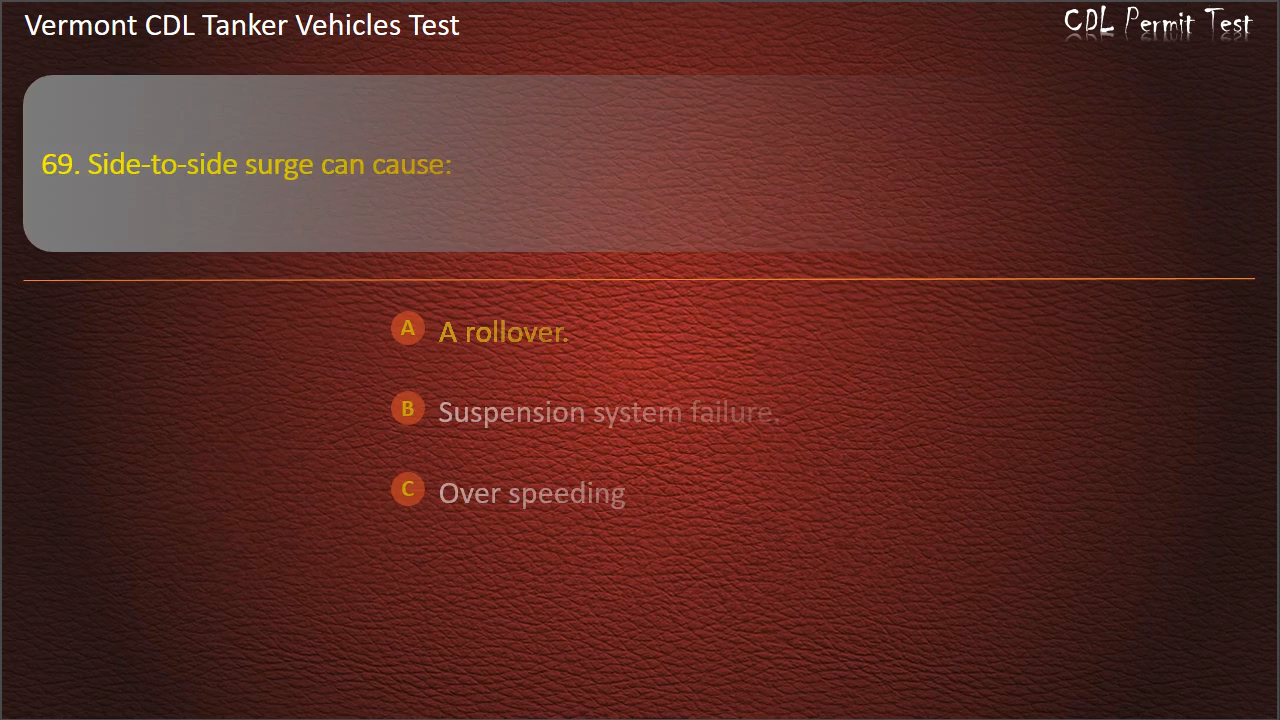 Vermont CDL Tanker Vehicles Test
CDL Permit Test
69. Side-to-side surge can cause:
A A rollover.
B Suspension system failure.
C Over speeding